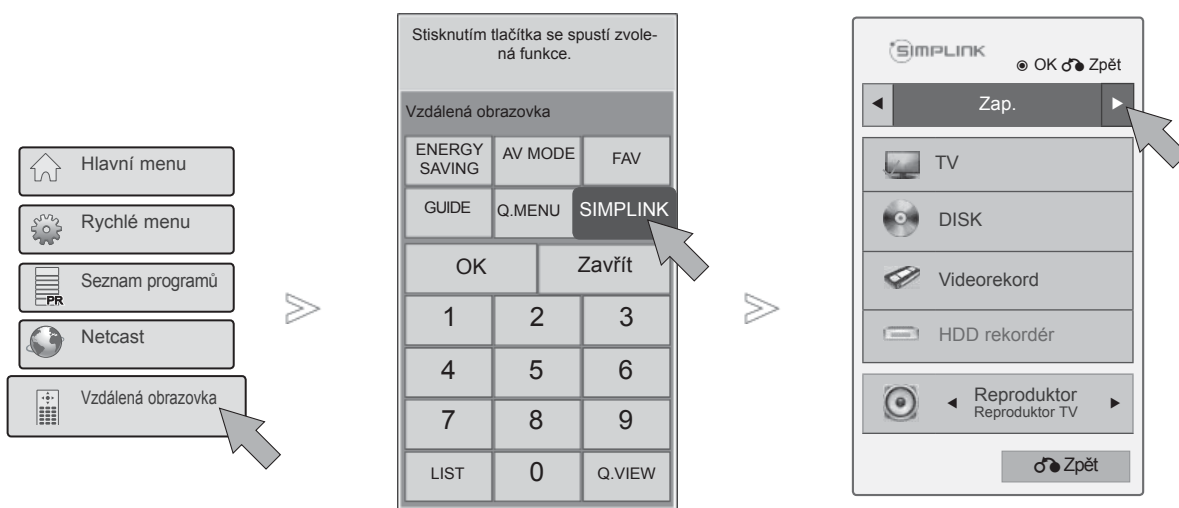 Hlavní menu
Rychlé menu
PR
Seznam programů
Netcast
Vzdálená obrazovka
Stisknutím tlačítka se spustí zvole-
ná funkce.
Vzdálená obrazovka
ENERGY
SAVING
AV MODE
FAV
GUIDE
Q.MENU
SIMPLINK
OK
Zavřít
1
2
3
4
5
6
7
8
9
LIST
0
Q.VIEW
SIMPLINK
OK Zpět
Zap.
TV
DISK
Videorekord
HDD rekordér
Reproduktor
Reproduktor TV
Zpět